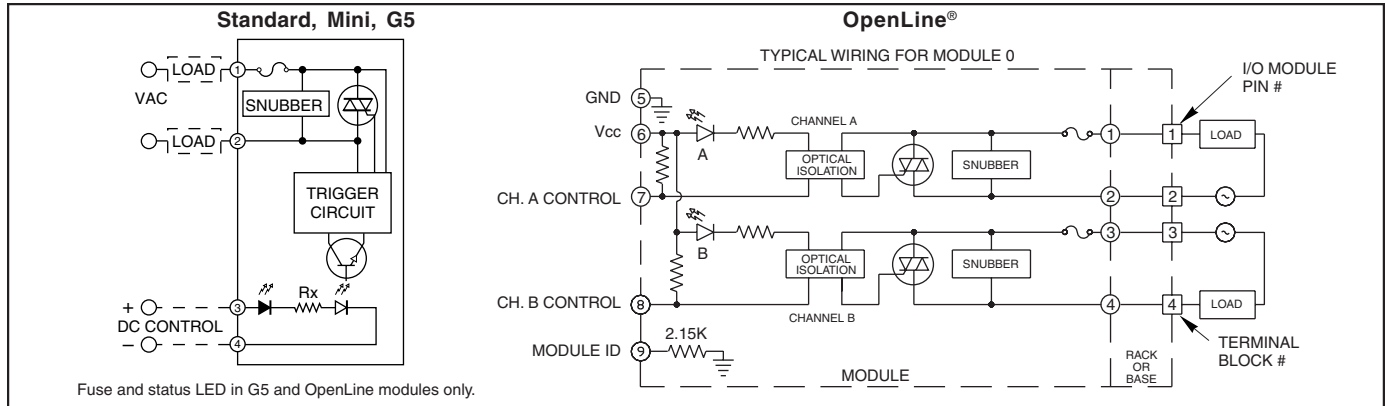 Standard, Mini, G5
LOAD
1
VAC
SNUBBER
LOAD
2
TRIGGER
CIRCUIT
Rx
+
3
DC CONTROL
–
4
Fuse and status LED in G5 and OpenLine modules only.
OpenLine®
TYPICAL WIRING FOR MODULE 0
I/O MODULE
PIN #
GND
5
Vcc
6
A
CHANNEL A
OPTICAL
ISOLATION
SNUBBER
1
1
LOAD
CH. A CONTROL
7
2
2
~
B
OPTICAL
ISOLATION
SNUBBER
3
3
~
CH. B CONTROL
8
CHANNEL B
4
4
LOAD
MODULE ID
9
2.15K
MODULE
RACK
OR
BASE
TERMINAL
BLOCK #